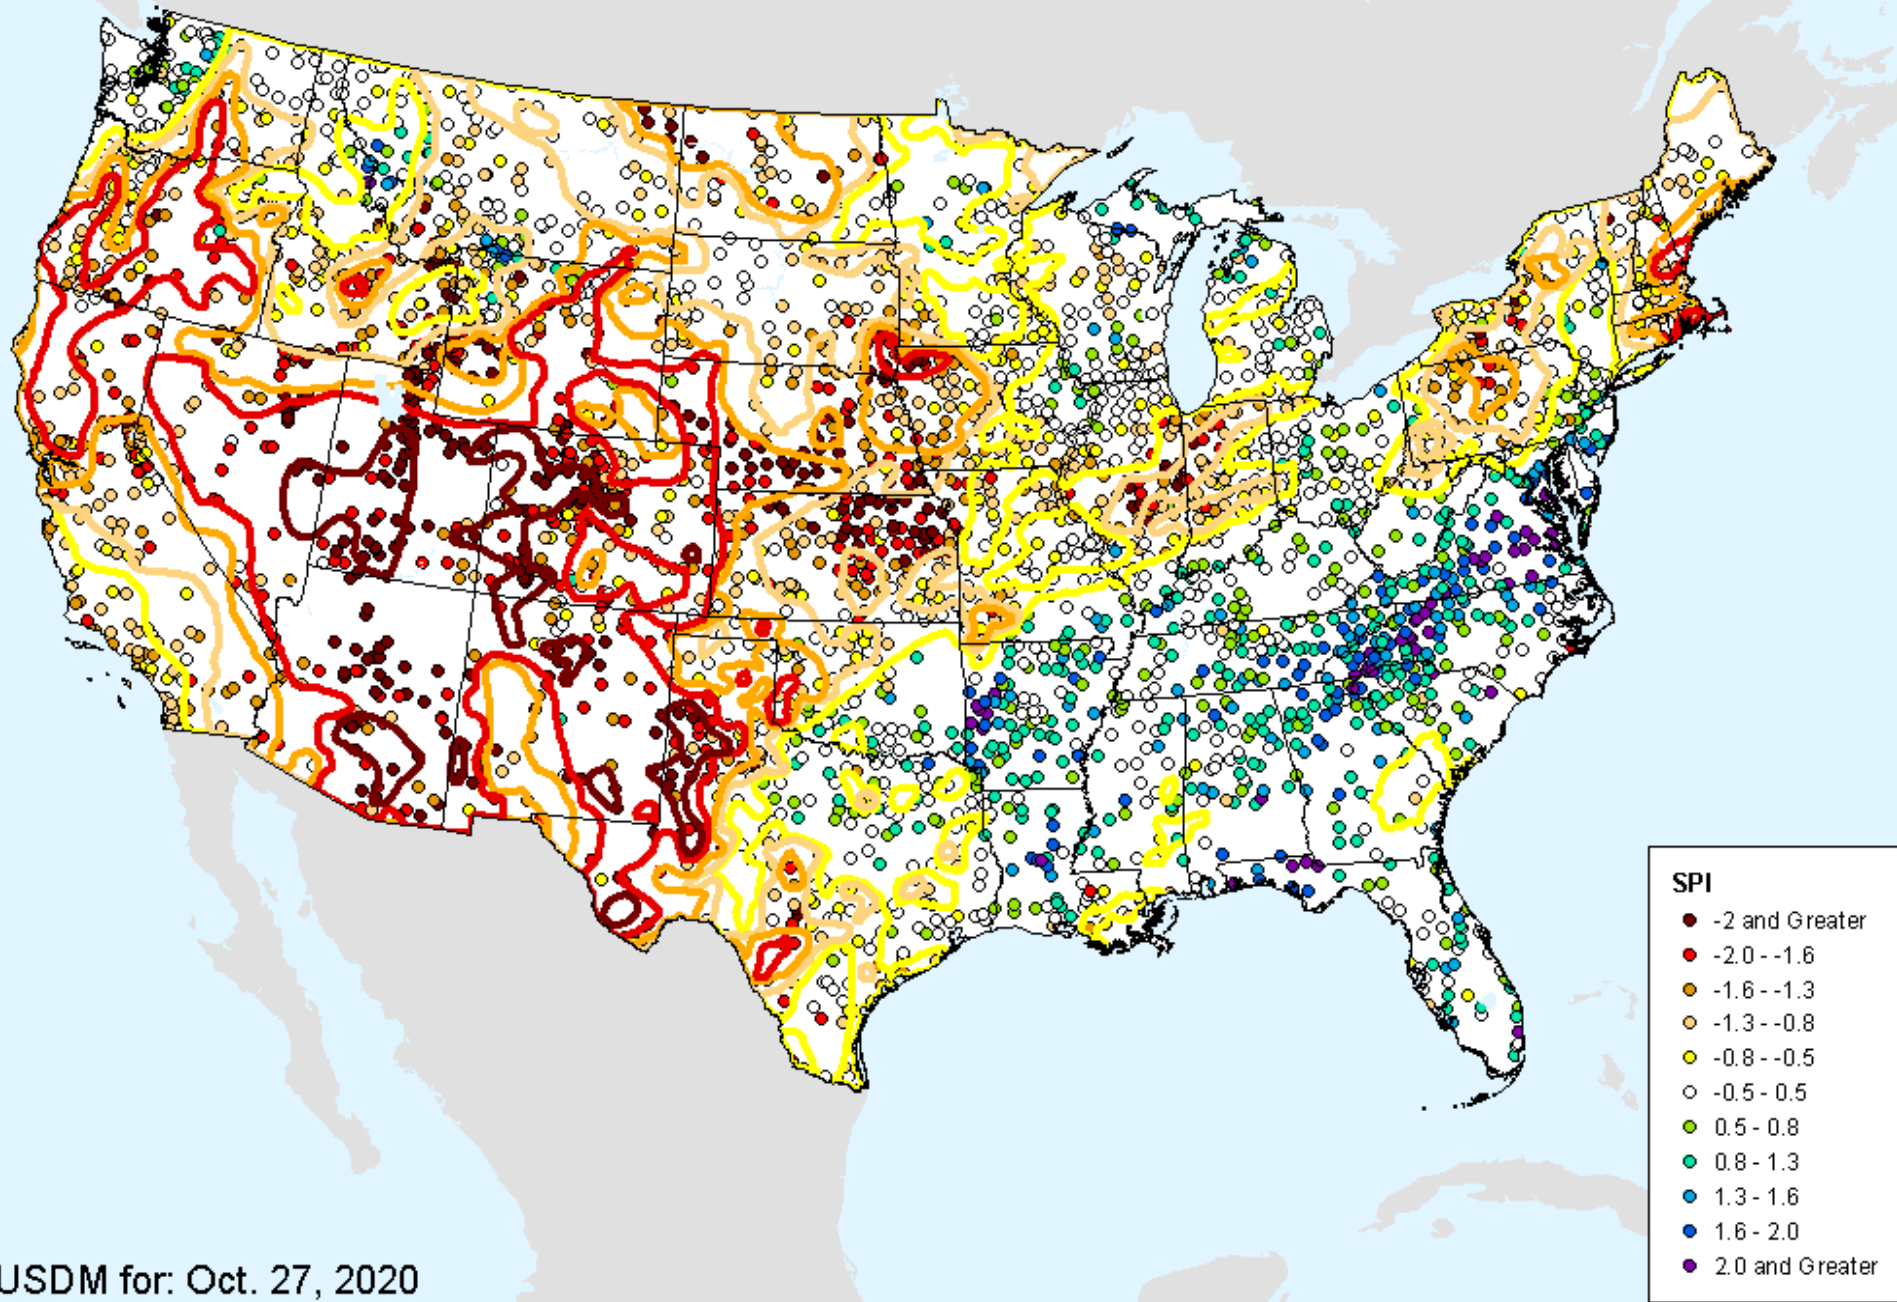 SPI
-2 and Greater
-2.0 - -1.6
-1.6 - -1.3
-1.3 - -0.8
-0.8 - -0.5
-0.5 - 0.5
0.5 - 0.8
0.8 - 1.3
1.3 - 1.6
1.6 - 2.0
2.0 and Greater
USDM for: Oct. 27, 2020